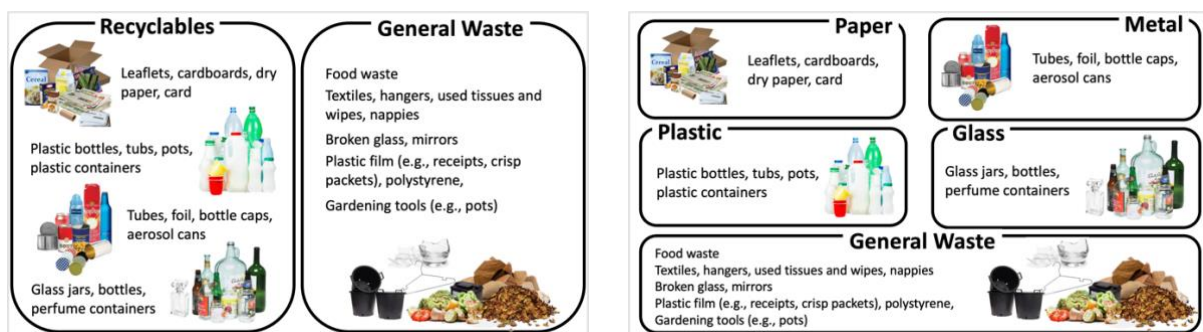 Recyclables
Leaflets, cardboards, dry
paper, card
Plastic bottles, tubs, pots,
plastic containers
Tubes, foil, bottle caps,
aerosol cans
Glass jars, bottles,
perfume containers
General Waste
Food waste
Textiles, hangers, used tissues and
wipes, nappies
Broken glass, mirrors
Plastic film (e.g., receipts, crisp
packets), polystyrene,
Gardening tools (e.g., pots)
Paper
Leaflets, cardboards,
dry paper, card
Metal
Tubes, foil, bottle caps,
aerosol cans
Plastic
Plastic bottles, tubs, pots,
plastic containers
Glass
Glass jars, bottles,
perfume containers
General Waste
Food waste
Textiles, hangers, used tissues and wipes, nappies
Broken glass, mirrors
Plastic film (e.g., receipts, crisp packets), polystyrene,
Gardening tools (e.g., pots)